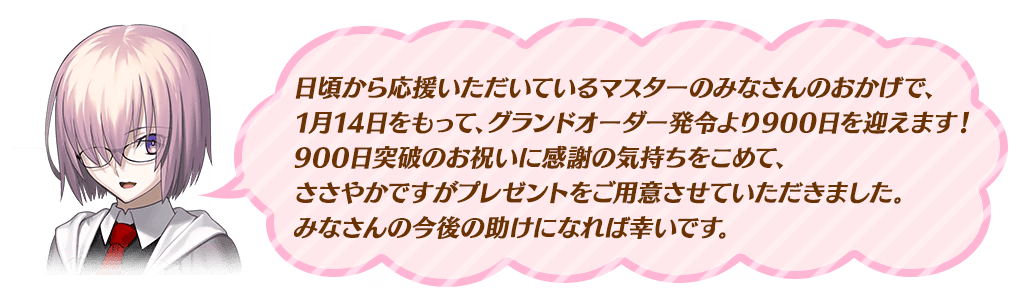 日頃から応援いただいているマスターのみなさんのおかげで、
1月14日をもって、グランドオーダー発令より900日を迎えます!
900日突破のお祝いに感謝の気持ちをこめて、
ささやかですがプレゼントをご用意させていただきました。
みなさんの今後の助けになれば幸いです。